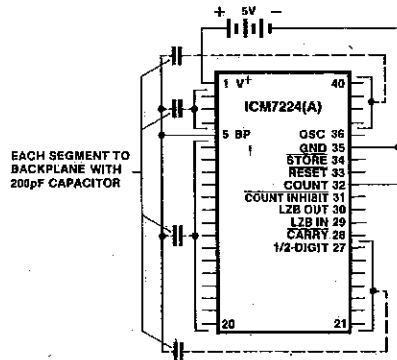 + 5V -
1 V+
40
ICM7224(A)
5 BP
OSC 36
GND 35
STORE 34
RESET 33
COUNT 32
COUNT INHIBIT 31
LZB OUT 30
LZB IN 29
CARRY 28
1/2-DIGIT 27
EACH SEGMENT TO
BACKPLANE WITH
200pF CAPACITOR
20
21